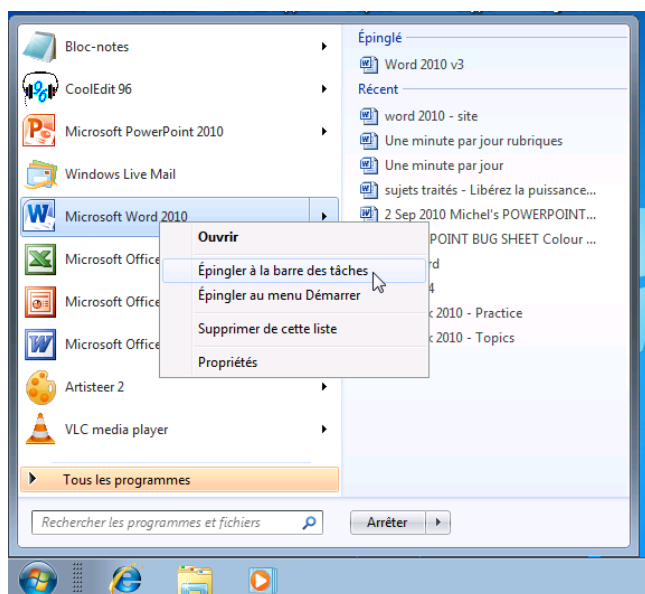 Bloc-notes
CoolEdit 96
Microsoft PowerPoint 2010
Windows Live Mail
Microsoft Word 2010
Microsoft Office
Microsoft Office
Microsoft Office
Artisteer 2
VLC media player
Tous les programmes
Rechercher les programmes et fichiers
Ouvrir
Épingler à la barre des tâches
Épingler au menu Démarrer
Supprimer de cette liste
Propriétés
Épinglé
Word 2010 v3
Récent
word 2010 - site
Une minute par jour rubriques
Une minute par jour
sujets traités - Libérez la puissance...
2 Sep 2010 Michel's POWERPOINT...
POINT BUG SHEET Colour ...
2010 - Practice
2010 - Topics
Arrêter